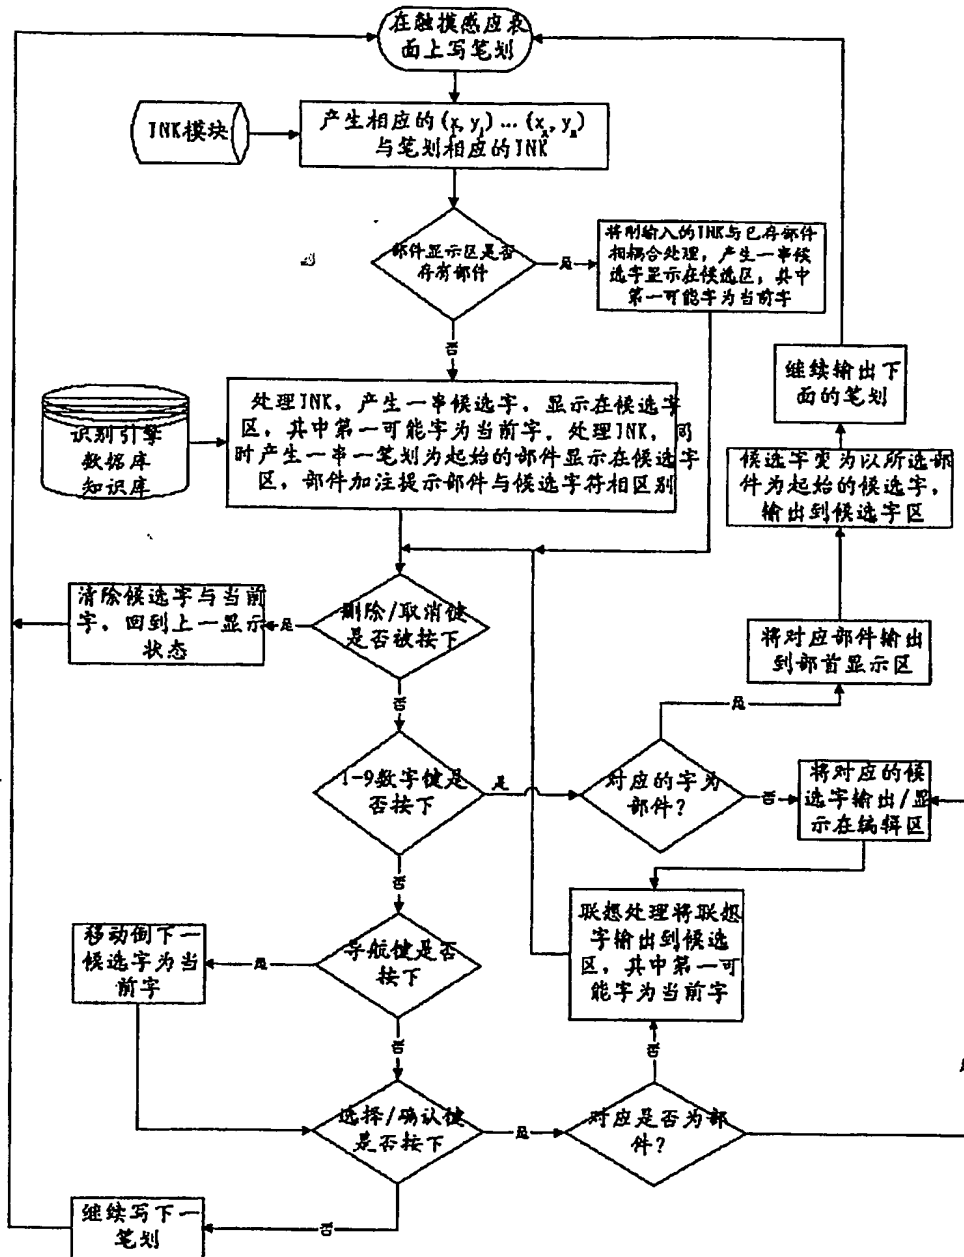 在触摸感应表
面上写笔划
INK模块
产生相应的(x₁, y₁)...(xₙ, yₙ)
与笔划相应的INK
部件显示区是否
存有部件
是
将刚输入的INK与已存部件
相耦合处理，产生一串候
选字显示在候选区，其中
第一可能字为当前字
否
继续输出下
面的笔划
识别引擎
数据库
知识库
处理INK，产生一串候选字，显示在候选字
区，其中第一可能字为当前字，处理INK，同
时产生一串一笔划为起始的部件显示在候选字
区，部件加注提示部件与候选字符相区别
候选字变为以所选部
件为起始的候选字，
输出到候选字区
清除候选字与当前
字，回到上一显示
状态
是
删除/取消键
是否被按下
将对应部件输出
到部首显示区
否
是
1-9数字键是
否按下
是
对应的字为
部件？
否
将对应的候
选字输出/显
示在编辑区
否
移动倒下一
候选字为当
前字
是
导航键是否
按下
联想处理将联想
字输出到候选
区，其中第一可
能字为当前字
否
否
是
选择/确认键
是否按下
是
对应是否为部
件？
继续写下一
笔划
否